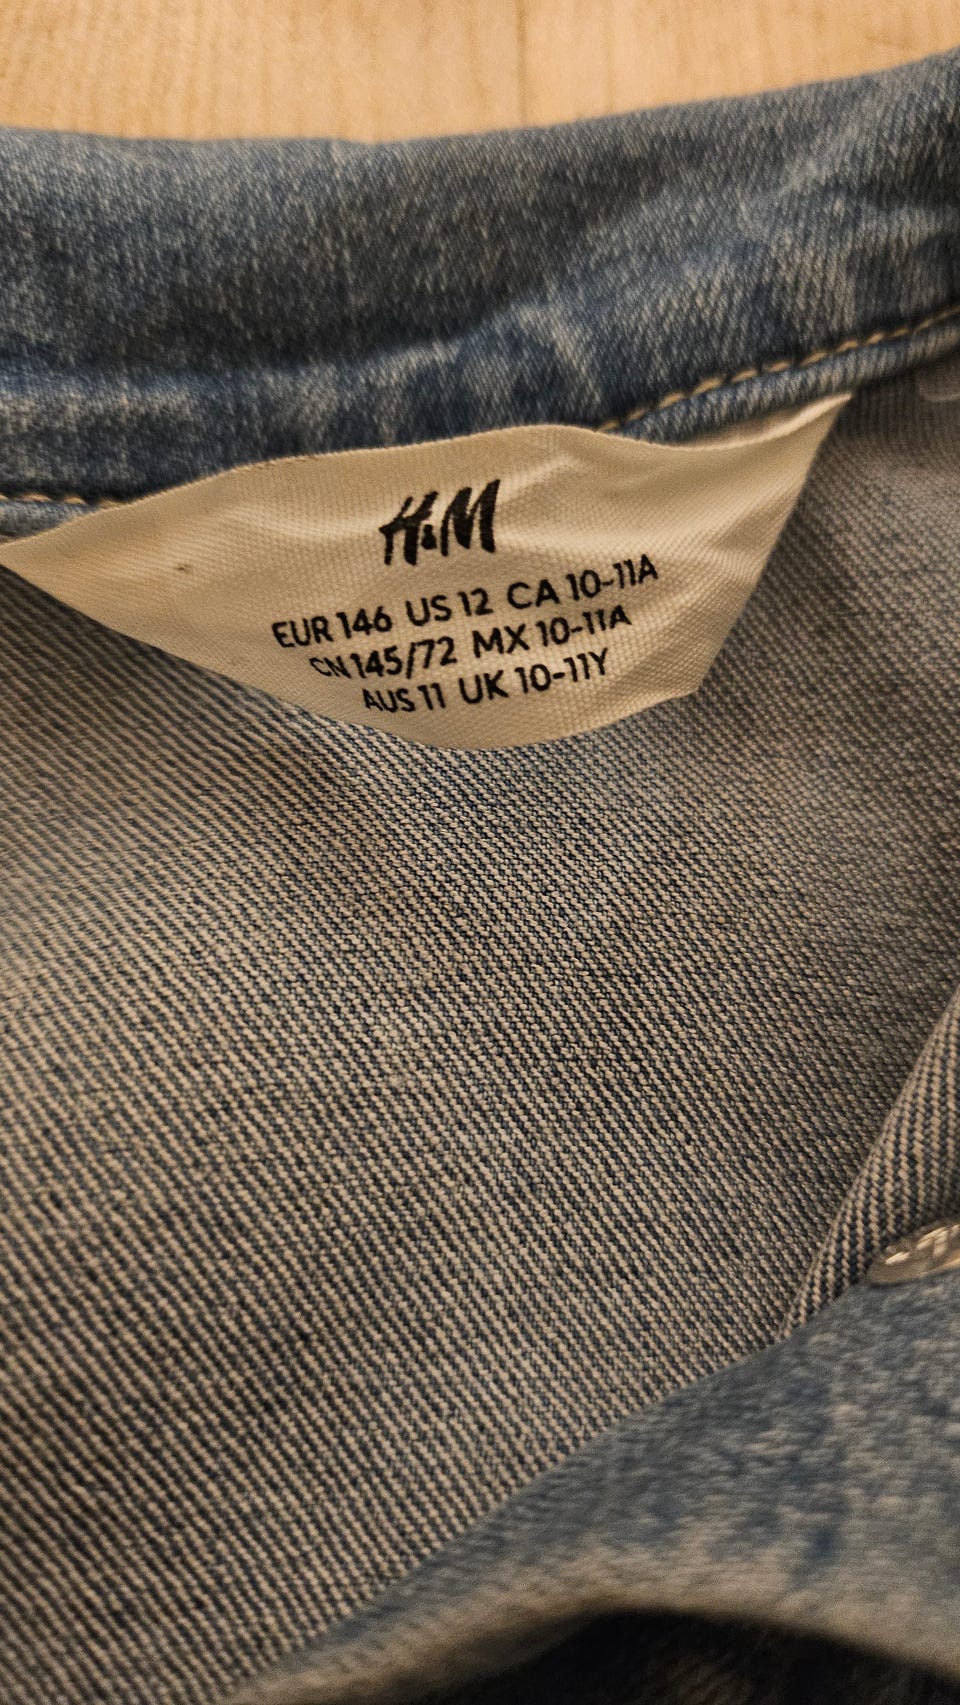 H&M
EUR 146 US 12 CA 10-11A
CN 145/72 MX 10-11A
AUS 11 UK 10-11Y